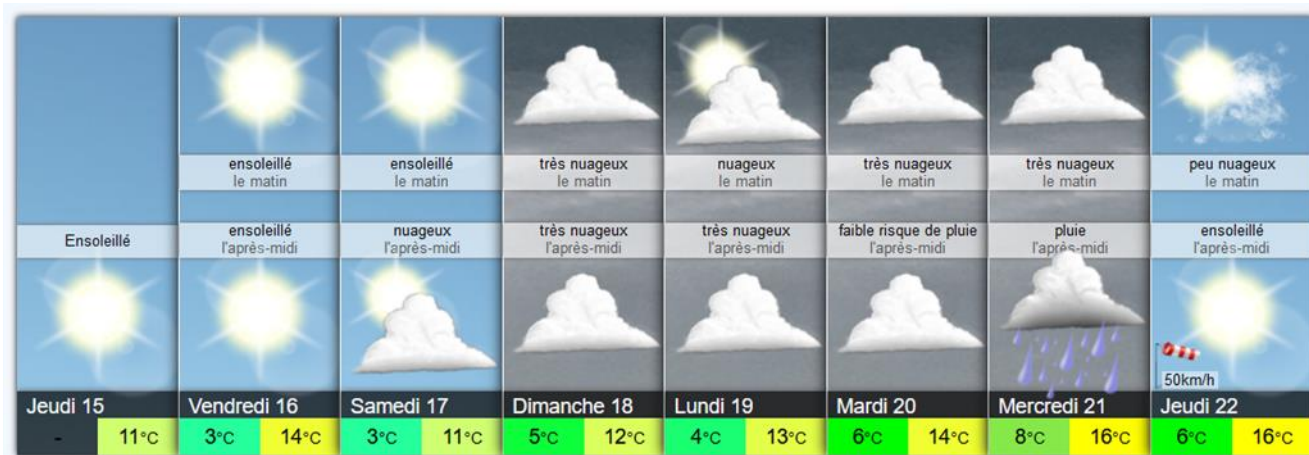 ensoleillé
le matin
ensoleillé
le matin
très nuageux
le matin
nuageux
le matin
très nuageux
le matin
très nuageux
le matin
peu nuageux
le matin
Ensoleillé
ensoleillé
l'après-midi
nuageux
l'après-midi
très nuageux
l'après-midi
très nuageux
l'après-midi
faible risque de pluie
l'après-midi
pluie
l'après-midi
ensoleillé
l'après-midi
50km/h
Jeudi 15
Vendredi 16
Samedi 17
Dimanche 18
Lundi 19
Mardi 20
Mercredi 21
Jeudi 22
- 11°C
3°C 14°C
3°C 11°C
5°C 12°C
4°C 13°C
6°C 14°C
8°C 16°C
6°C 16°C